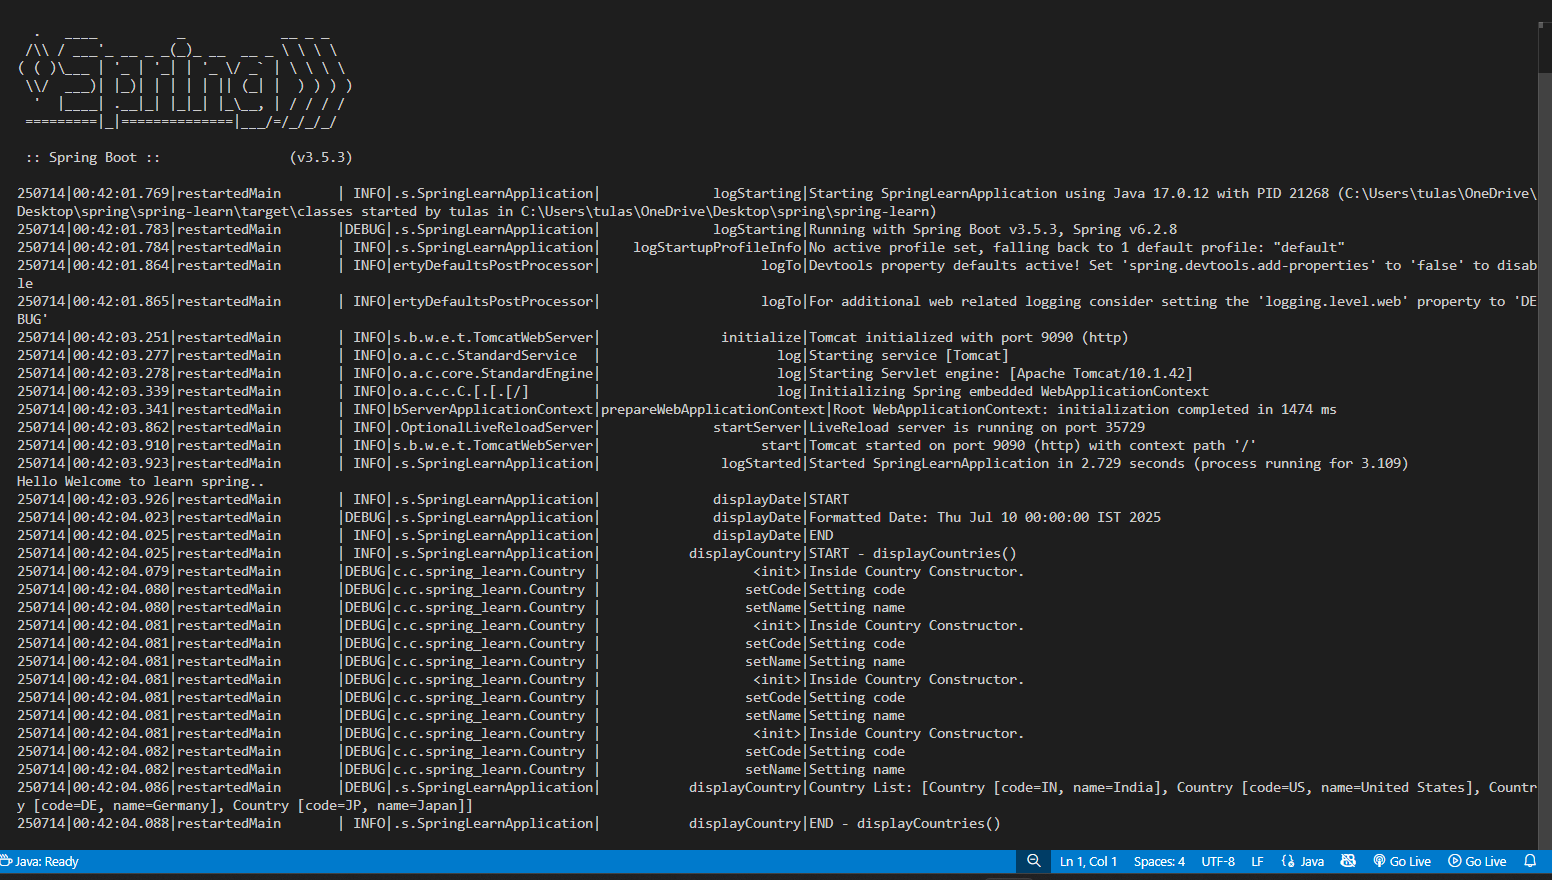 .   ____          _            __ _ _
 /\\ / ___'_ __ _ _(_)_ __  __ _ \ \ \ \
( ( )\___ | '_ | '_| | '_ \/ _` | \ \ \ \
 \\/  ___)| |_)| | | | | || (_| |  ) ) ) )
  '  |____| .__|_| |_|_| |_\__, | / / / /
 =========|_|==============|___/=/_/_/_/
 :: Spring Boot ::                (v3.5.3)
250714|00:42:01.769|restartedMain       | INFO|.s.SpringLearnApplication|              logStarting|Starting SpringLearnApplication using Java 17.0.12 with PID 21268 (C:\Users\tulas\OneDrive\
Desktop\spring\spring-learn\target\classes started by tulas in C:\Users\tulas\OneDrive\Desktop\spring\spring-learn)
250714|00:42:01.783|restartedMain       |DEBUG|.s.SpringLearnApplication|              logStarting|Running with Spring Boot v3.5.3, Spring v6.2.8
250714|00:42:01.784|restartedMain       | INFO|.s.SpringLearnApplication|    logStartupProfileInfo|No active profile set, falling back to 1 default profile: "default"
250714|00:42:01.864|restartedMain       | INFO|ertyDefaultsPostProcessor|                    logTo|Devtools property defaults active! Set 'spring.devtools.add-properties' to 'false' to disab
le
250714|00:42:01.865|restartedMain       | INFO|ertyDefaultsPostProcessor|                    logTo|For additional web related logging consider setting the 'logging.level.web' property to 'DE
BUG'
250714|00:42:03.251|restartedMain       | INFO|s.b.w.e.t.TomcatWebServer|               initialize|Tomcat initialized with port 9090 (http)
250714|00:42:03.277|restartedMain       | INFO|o.a.c.c.StandardService  |                      log|Starting service [Tomcat]
250714|00:42:03.278|restartedMain       | INFO|o.a.c.core.StandardEngine|                      log|Starting Servlet engine: [Apache Tomcat/10.1.42]
250714|00:42:03.339|restartedMain       | INFO|o.a.c.c.C.[.[.[/]        |                      log|Initializing Spring embedded WebApplicationContext
250714|00:42:03.341|restartedMain       | INFO|bServerApplicationContext|prepareWebApplicationContext|Root WebApplicationContext: initialization completed in 1474 ms
250714|00:42:03.862|restartedMain       | INFO|.OptionalLiveReloadServer|              startServer|LiveReload server is running on port 35729
250714|00:42:03.910|restartedMain       | INFO|s.b.w.e.t.TomcatWebServer|                    start|Tomcat started on port 9090 (http) with context path '/'
250714|00:42:03.923|restartedMain       | INFO|.s.SpringLearnApplication|               logStarted|Started SpringLearnApplication in 2.729 seconds (process running for 3.109)
Hello Welcome to learn spring..
250714|00:42:03.926|restartedMain       | INFO|.s.SpringLearnApplication|              displayDate|START
250714|00:42:04.023|restartedMain       |DEBUG|.s.SpringLearnApplication|              displayDate|Formatted Date: Thu Jul 10 00:00:00 IST 2025
250714|00:42:04.025|restartedMain       | INFO|.s.SpringLearnApplication|              displayDate|END
250714|00:42:04.025|restartedMain       | INFO|.s.SpringLearnApplication|           displayCountry|START - displayCountries()
250714|00:42:04.079|restartedMain       |DEBUG|c.c.spring_learn.Country |                   <init>|Inside Country Constructor.
250714|00:42:04.080|restartedMain       |DEBUG|c.c.spring_learn.Country |                  setCode|Setting code
250714|00:42:04.080|restartedMain       |DEBUG|c.c.spring_learn.Country |                  setName|Setting name
250714|00:42:04.081|restartedMain       |DEBUG|c.c.spring_learn.Country |                   <init>|Inside Country Constructor.
250714|00:42:04.081|restartedMain       |DEBUG|c.c.spring_learn.Country |                  setCode|Setting code
250714|00:42:04.081|restartedMain       |DEBUG|c.c.spring_learn.Country |                  setName|Setting name
250714|00:42:04.081|restartedMain       |DEBUG|c.c.spring_learn.Country |                   <init>|Inside Country Constructor.
250714|00:42:04.081|restartedMain       |DEBUG|c.c.spring_learn.Country |                  setCode|Setting code
250714|00:42:04.081|restartedMain       |DEBUG|c.c.spring_learn.Country |                  setName|Setting name
250714|00:42:04.081|restartedMain       |DEBUG|c.c.spring_learn.Country |                   <init>|Inside Country Constructor.
250714|00:42:04.082|restartedMain       |DEBUG|c.c.spring_learn.Country |                  setCode|Setting code
250714|00:42:04.082|restartedMain       |DEBUG|c.c.spring_learn.Country |                  setName|Setting name
250714|00:42:04.086|restartedMain       |DEBUG|.s.SpringLearnApplication|           displayCountry|Country List: [Country [code=IN, name=India], Country [code=US, name=United States], Countr
y [code=DE, name=Germany], Country [code=JP, name=Japan]]
250714|00:42:04.088|restartedMain       | INFO|.s.SpringLearnApplication|           displayCountry|END - displayCountries()
Java: Ready Ln 1, Col 1 Spaces: 4 UTF-8 LF Java Go Live Go Live